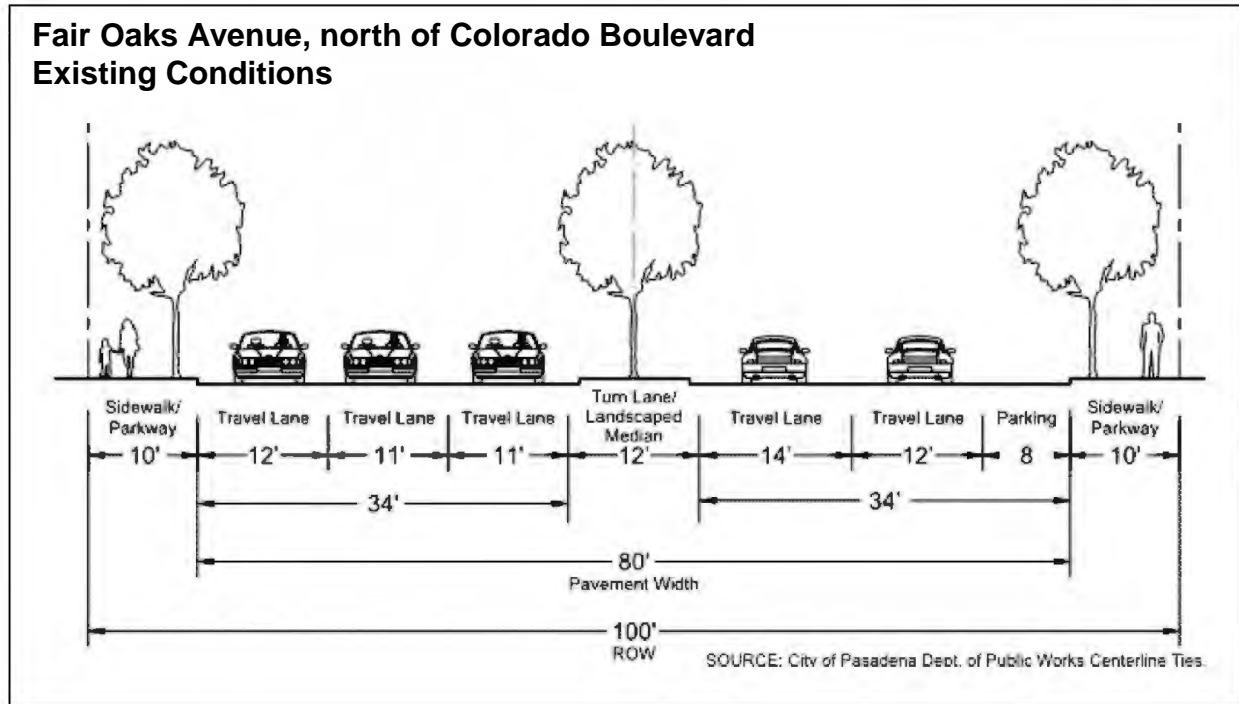 Fair Oaks Avenue, north of Colorado Boulevard
Existing Conditions
Sidewalk/
Parkway
Travel Lane
Travel Lane
Travel Lane
Turn Lane/
Landscaped
Median
Travel Lane
Travel Lane
Parking
Sidewalk/
Parkway
10'
12'
11'
11'
12'
14'
12'
8
10'
34'
34'
80'
Pavement Width
100'
ROW
SOURCE: City of Pasadena Dept. of Public Works Centerline Ties.